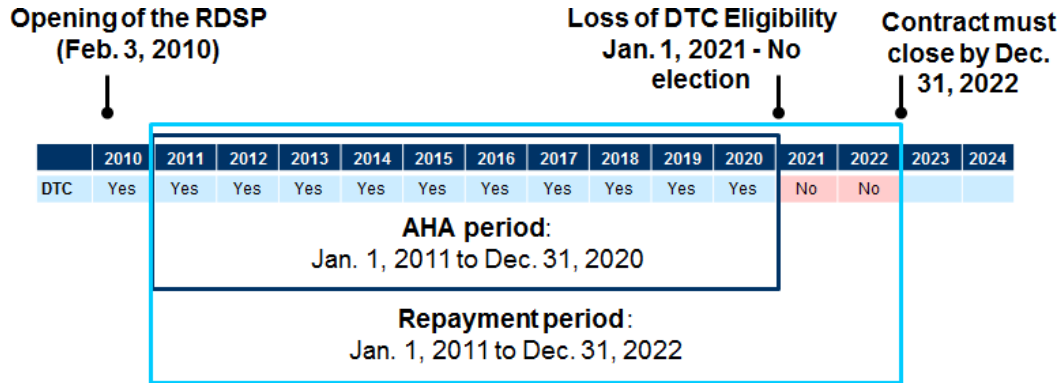 Opening of the RDSP
(Feb. 3, 2010)
Loss of DTC Eligibility
Jan. 1, 2021 - No
election
Contract must
close by Dec.
31, 2022
2010 2011 2012 2013 2014 2015 2016 2017 2018 2019 2020 2021 2022 2023 2024
DTC Yes Yes Yes Yes Yes Yes Yes Yes Yes Yes Yes No No
AHA period:
Jan. 1, 2011 to Dec. 31, 2020
Repayment period:
Jan. 1, 2011 to Dec. 31, 2022